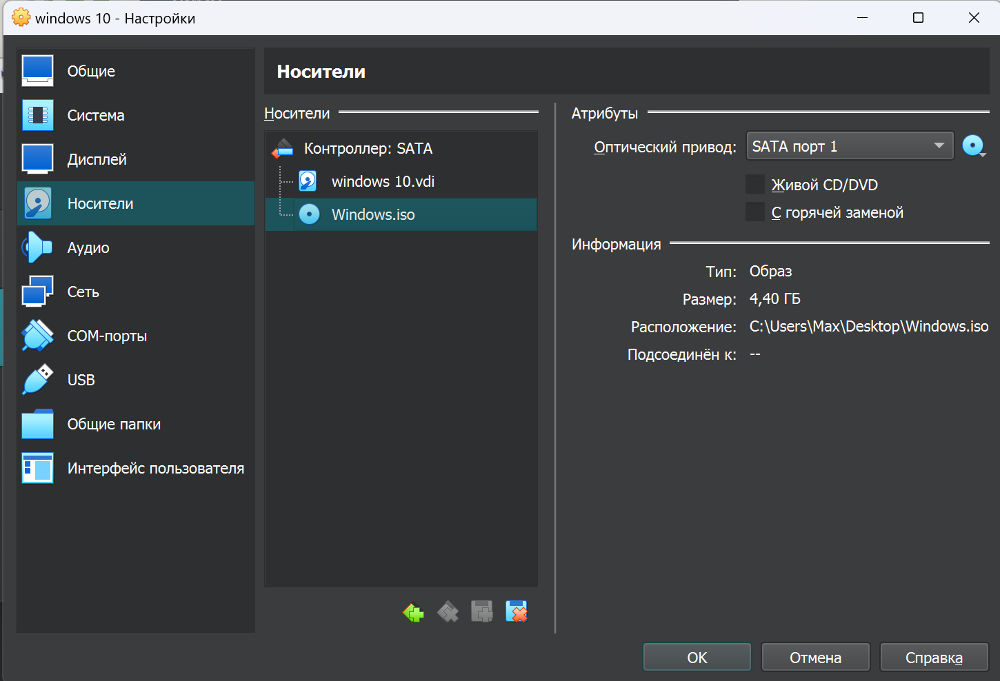 windows 10 - Настройки
Общие
Система
Дисплей
Носители
Аудио
Сеть
COM-порты
USB
Общие папки
Интерфейс пользователя
Носители
Носители
Контроллер: SATA
windows 10.vdi
Windows.iso
Атрибуты
Оптический привод: SATA порт 1
Живой CD/DVD
С горячей заменой
Информация
Тип: Образ
Размер: 4,40 ГБ
Расположение: C:\Users\Max\Desktop\Windows.iso
Подсоединён к: --
OK Отмена Справка